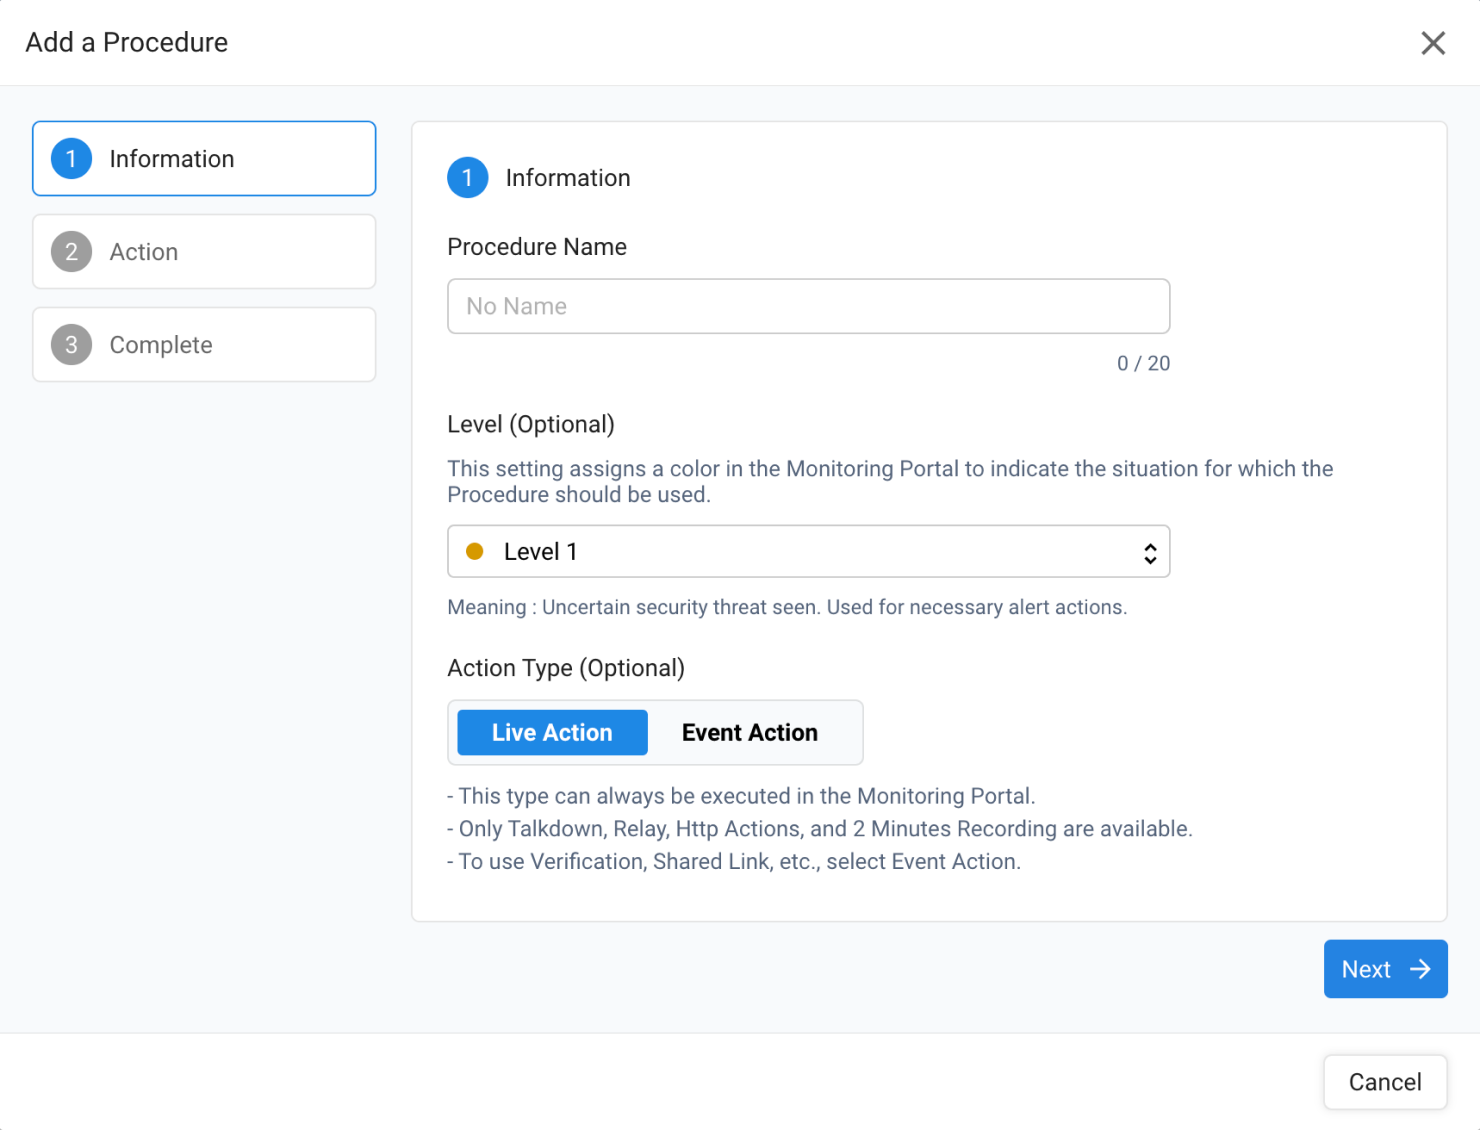 Add a Procedure
1 Information
2 Action
3 Complete
1 Information
Procedure Name
No Name
0 / 20
Level (Optional)
This setting assigns a color in the Monitoring Portal to indicate the situation for which the
Procedure should be used.
Level 1
Meaning : Uncertain security threat seen. Used for necessary alert actions.
Action Type (Optional)
Live Action Event Action
- This type can always be executed in the Monitoring Portal.
- Only Talkdown, Relay, Http Actions, and 2 Minutes Recording are available.
- To use Verification, Shared Link, etc., select Event Action.
Next
Cancel